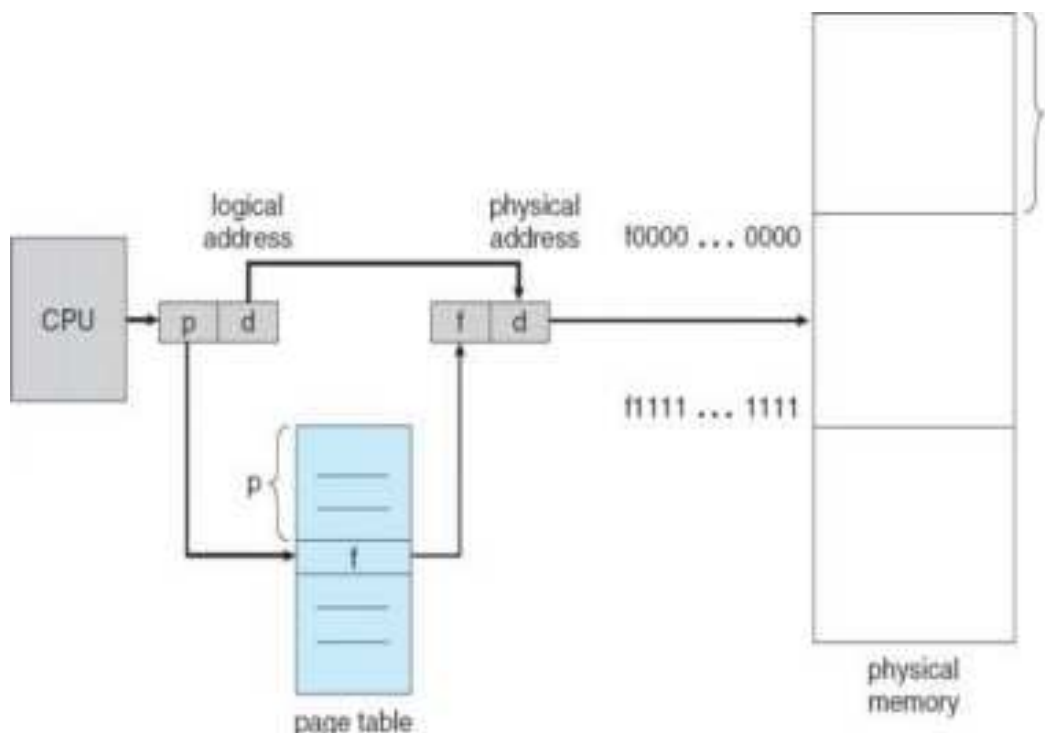 logical
address
physical
address
f0000 ... 0000
CPU
p
d
f
d
f1111 ... 1111
p
f
physical
memory
page table